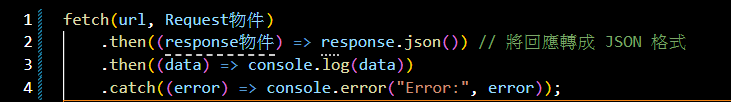 1 fetch(url, Request物件)
2 .then((response物件) => response.json()) // 將回應轉成 JSON 格式
3 .then((data) => console.log(data))
4 .catch((error) => console.error("Error:", error));